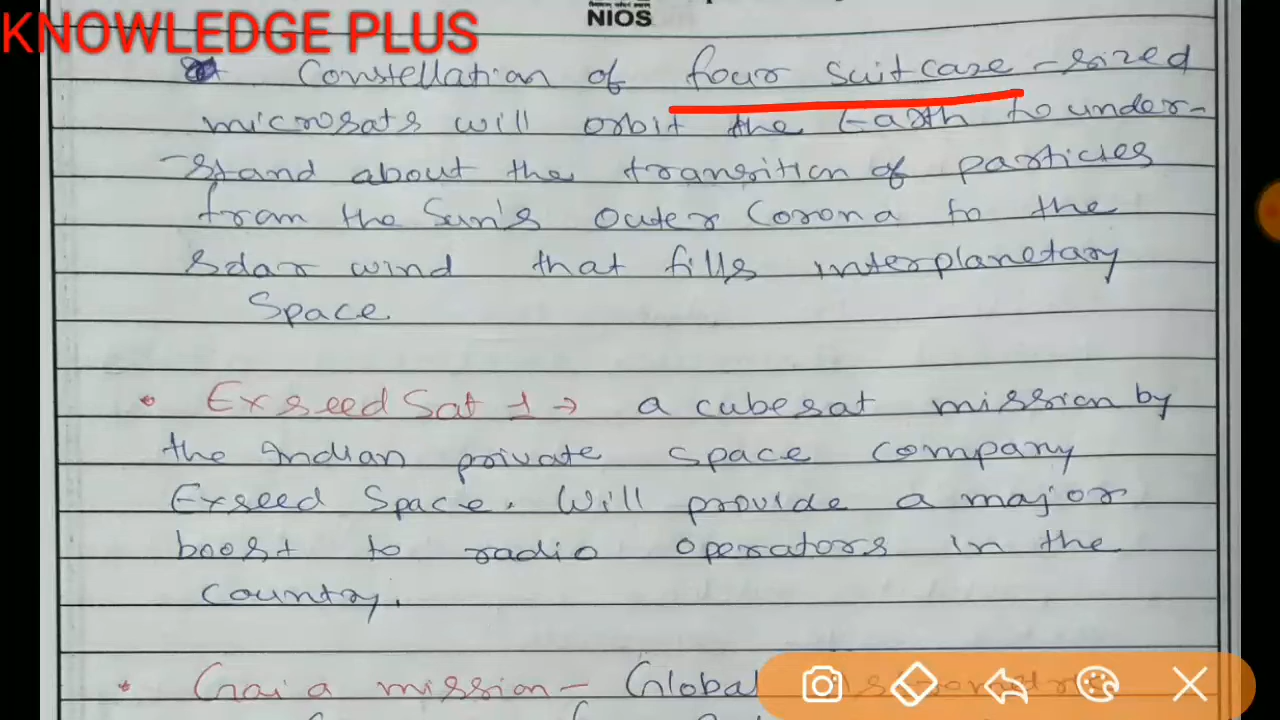 NIOS
KNOWLEDGE PLUS
Constellation of four suitcase-sized
microsats will orbit the Earth to under-
-stand about the transition of particles
from the Sun's outer Corona to the
solar wind that fills interplanetary
Space
• ExseedSat 1 → a cubesat mission by
the Indian private space company
Exseed Space. Will provide a major
boost to radio operators in the
Country.
• Gaia mission - Global